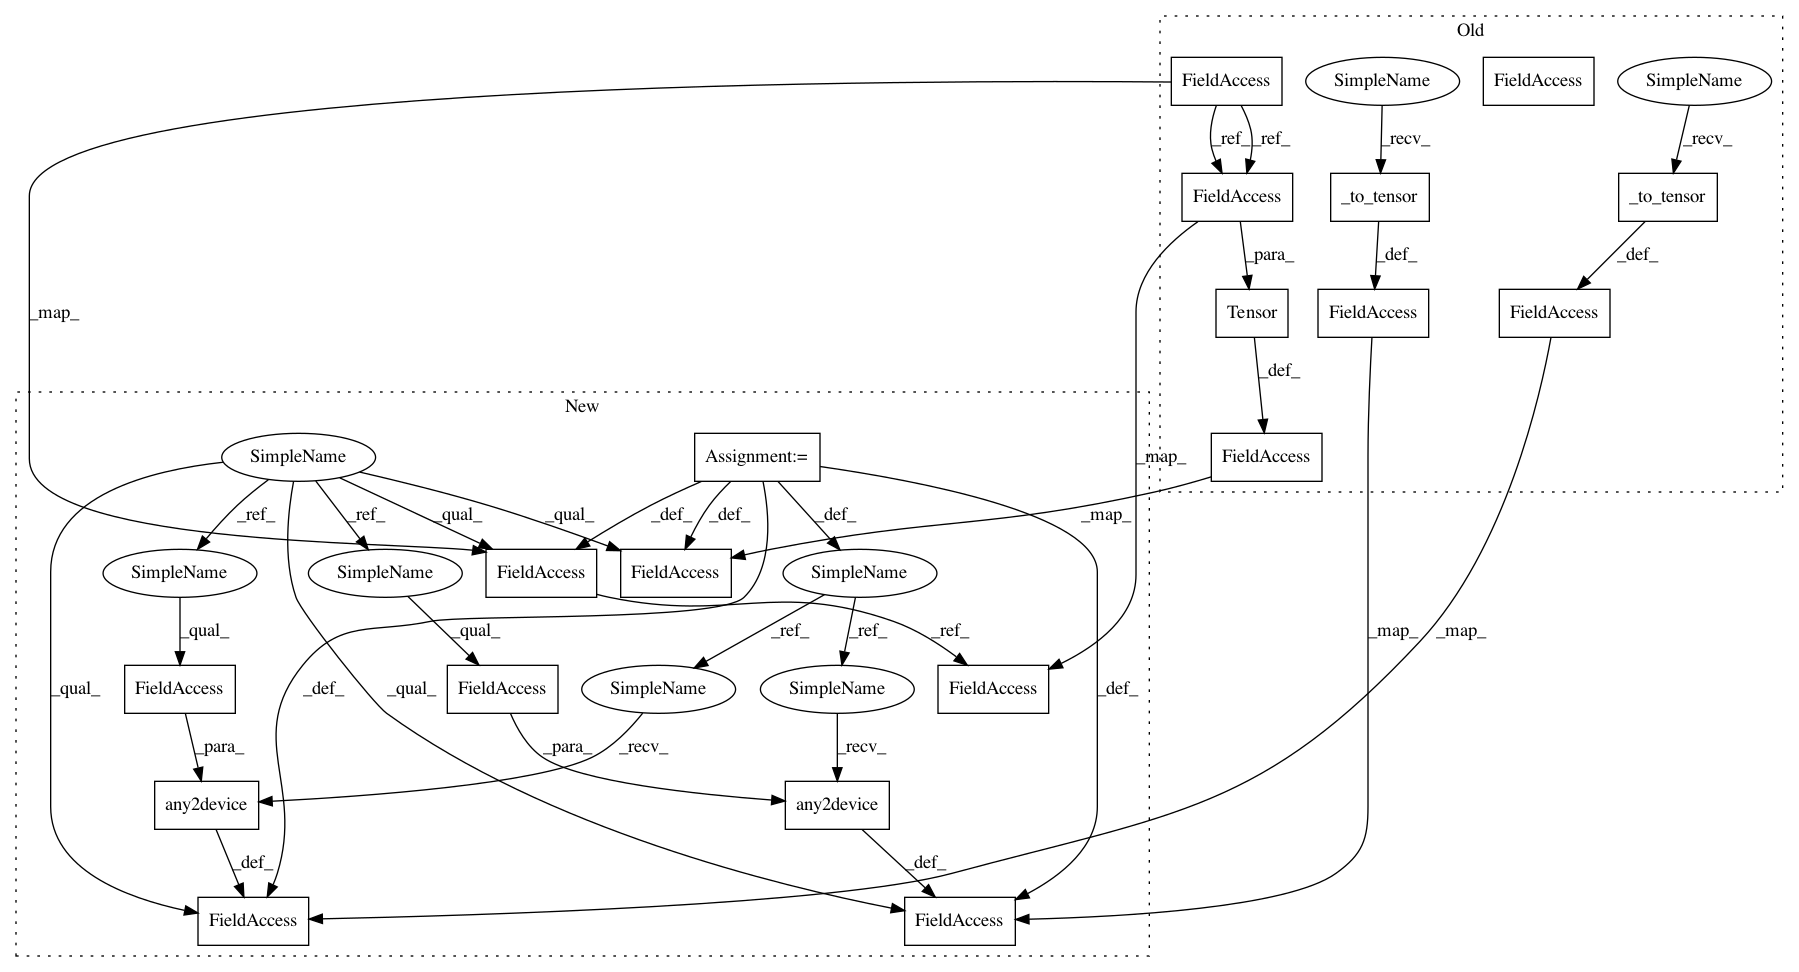 Old
FieldAccess
SimpleName
FieldAccess
SimpleName
_ref_
_ref_
_recv_
_recv_
FieldAccess
_to_tensor
_to_tensor
_para_
_def_
_def_
_map_
Tensor
FieldAccess
FieldAccess
_def_
New
SimpleName
Assignment:=
_map_
FieldAccess
_ref_
_ref_
_qual_
_qual_
_def_
_def_
_def_
_map_
SimpleName
SimpleName
FieldAccess
FieldAccess
SimpleName
_qual_
_qual_
_ref_
_ref_
_ref_
_map_
_map_
_qual_
FieldAccess
_def_
_qual_
FieldAccess
SimpleName
SimpleName
FieldAccess
_def_
_para_
_para_
_recv_
_recv_
any2device
any2device
_def_
_def_
FieldAccess
FieldAccess